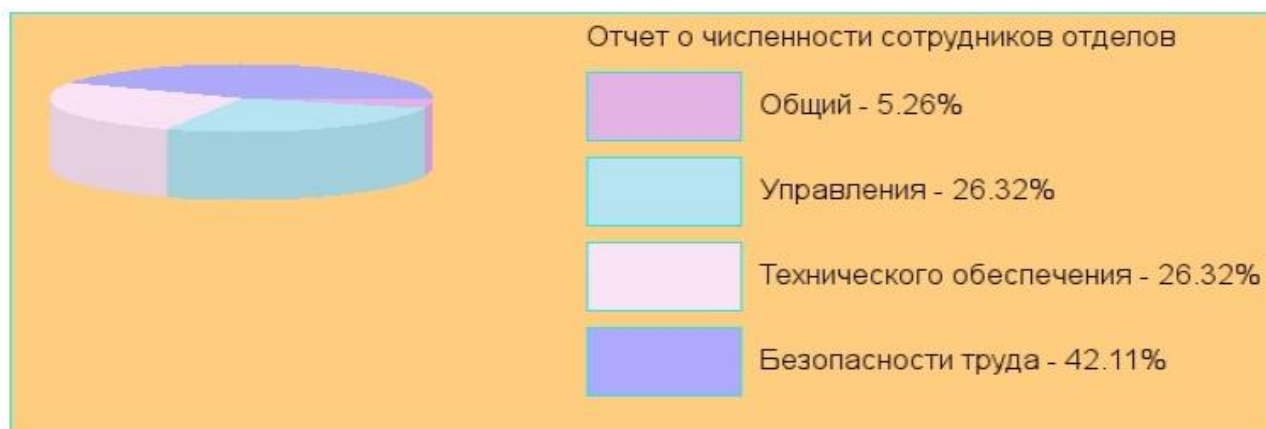 Отчет о численности сотрудников отделов
Общий - 5.26%
Управления - 26.32%
Технического обеспечения - 26.32%
Безопасности труда - 42.11%